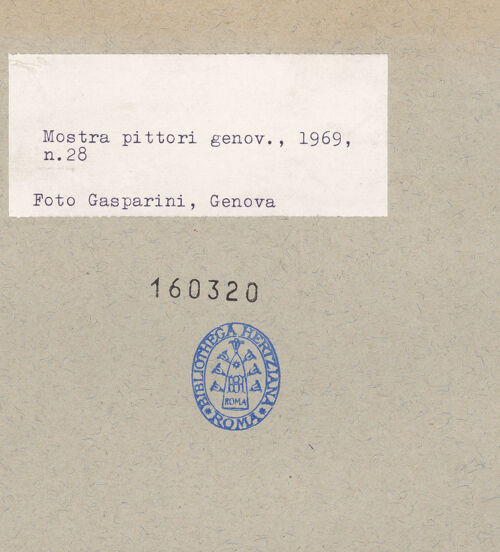 Mostra pittori genov., 1969,
n.28
Foto Gasparini, Genova
160320
BIBLIOTHECA HERTZIANA
ROMA
ROMA